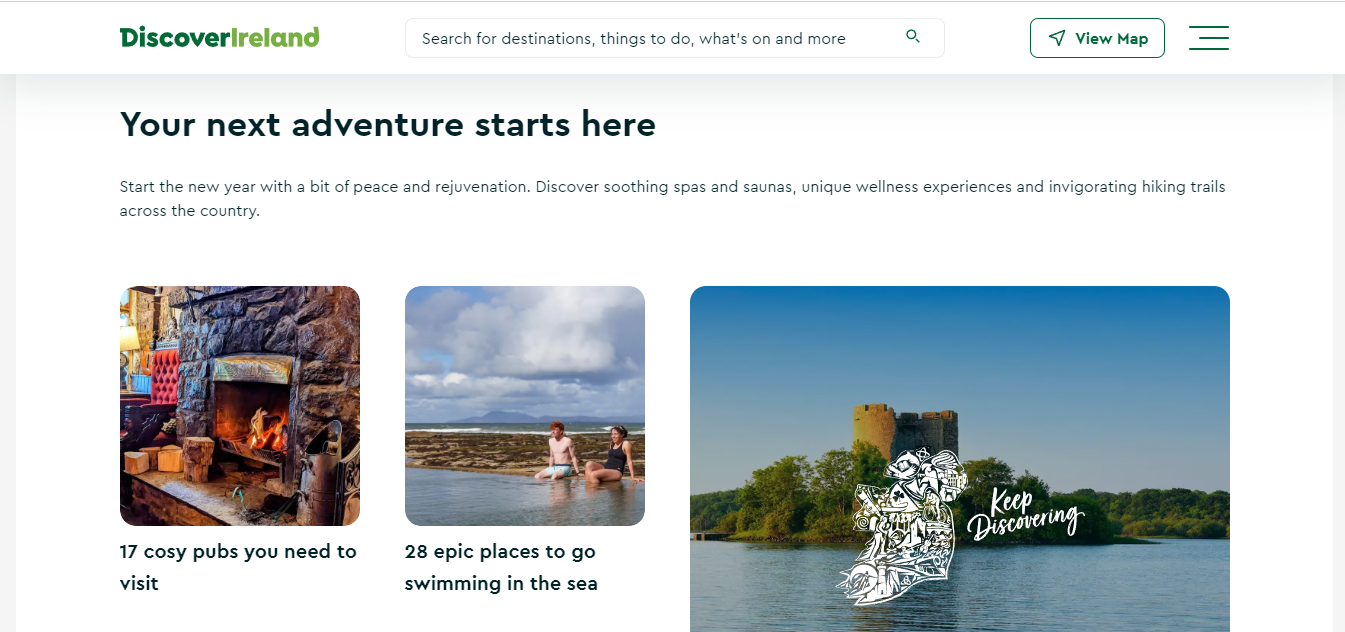 DiscoverIreland
Search for destinations, things to do, what's on and more
View Map
Your next adventure starts here
Start the new year with a bit of peace and rejuvenation. Discover soothing spas and saunas, unique wellness experiences and invigorating hiking trails
across the country.
17 cosy pubs you need to
visit
28 epic places to go
swimming in the sea
Keep
Discovering